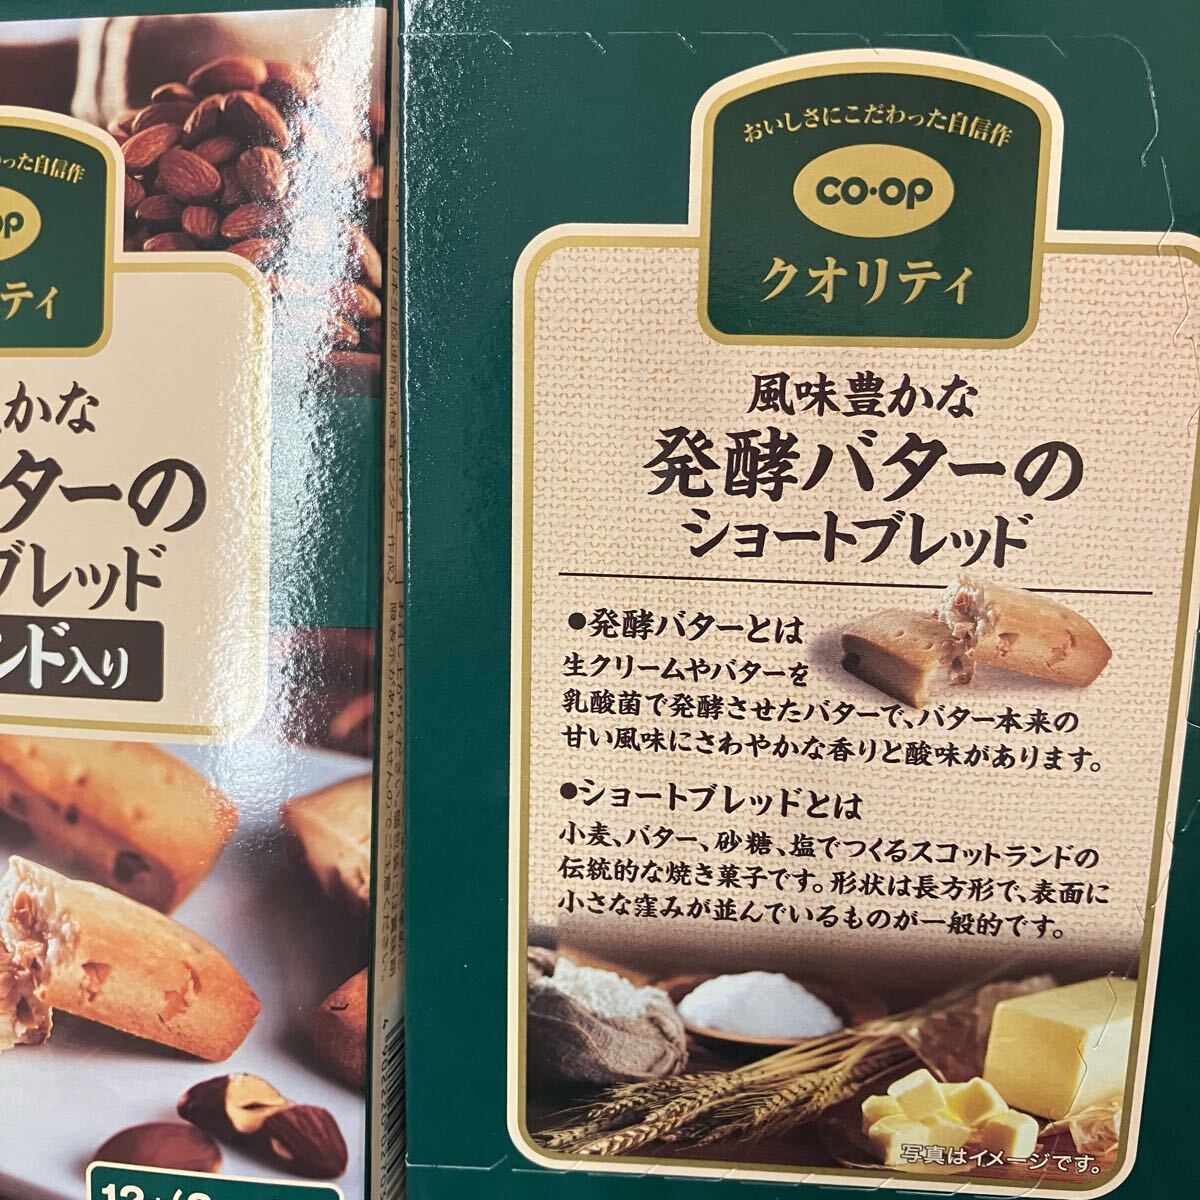 った自信作
op
リティ
かな
ターの
ブレッド
ンド入り
おいしさにこだわった自信作
CO・OP
クオリティ
風味豊かな
発酵バターの
ショートブレッド
●発酵バターとは
生クリームやバターを
乳酸菌で発酵させたバターで、バター本来の
甘い風味にさわやかな香りと酸味があります。
●ショートブレッドとは
小麦、バター、砂糖、塩でつくるスコットランドの
伝統的な焼き菓子です。形状は長方形で、表面に
小さな窪みが並んでいるものが一般的です。
写真はイメージです。